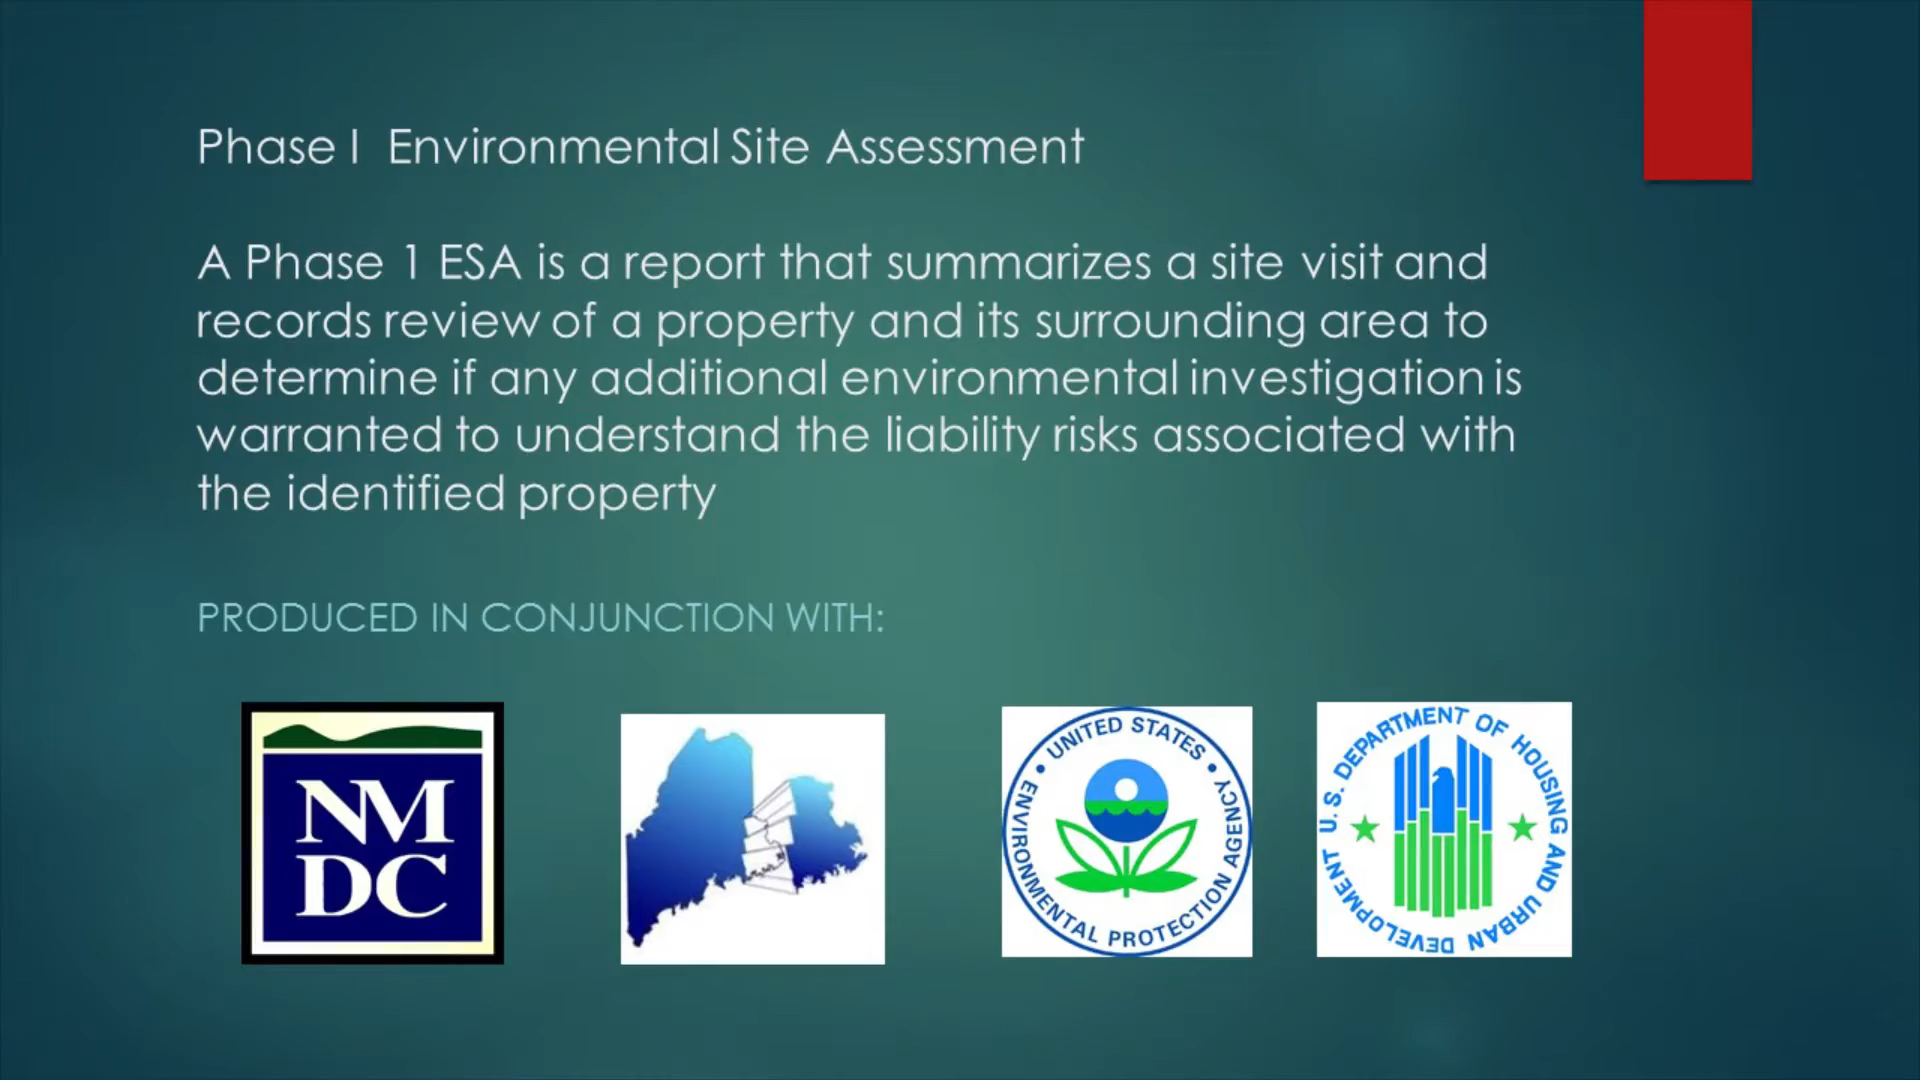 Phase I Environmental Site Assessment
A Phase 1 ESA is a report that summarizes a site visit and
records review of a property and its surrounding area to
determine if any additional environmental investigation is
warranted to understand the liability risks associated with
the identified property
PRODUCED IN CONJUNCTION WITH:
NM
DC
UNITED STATES
ENVIRONMENTAL PROTECTION AGENCY
U.S. DEPARTMENT OF HOUSING AND URBAN DEVELOPMENT